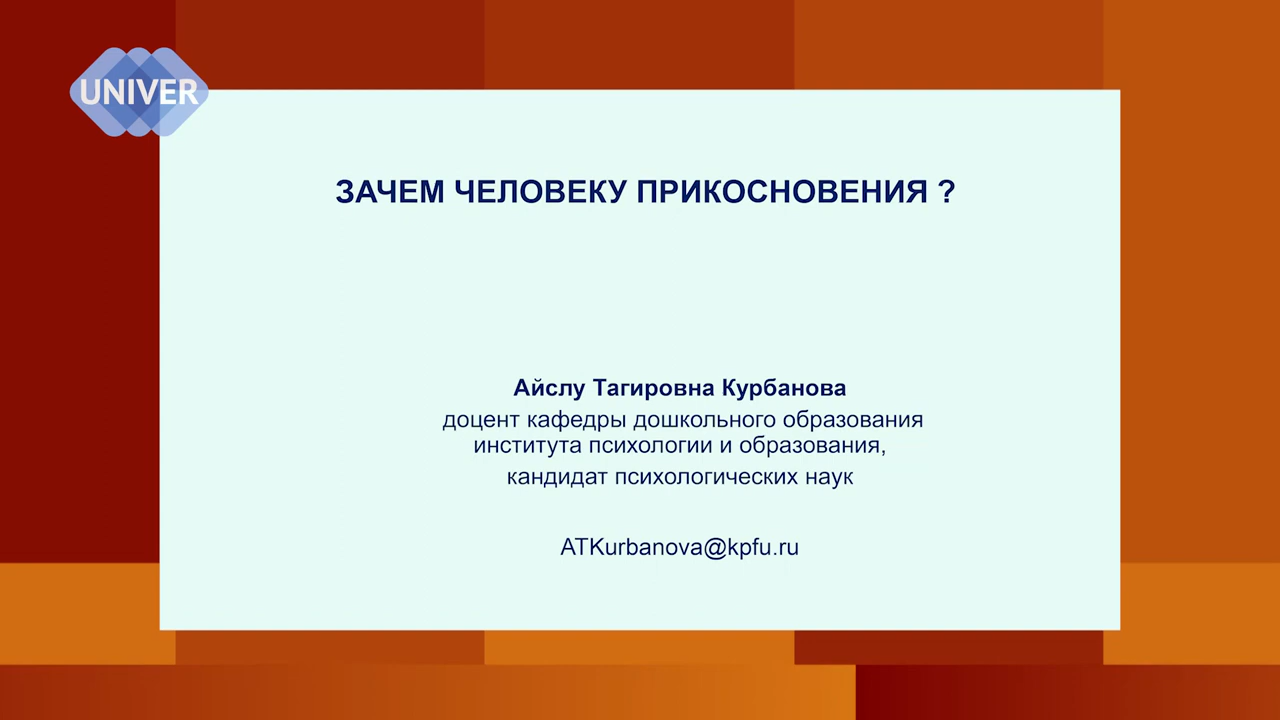 UNIVER
ЗАЧЕМ ЧЕЛОВЕКУ ПРИКОСНОВЕНИЯ ?
Айслу Тагировна Курбанова
доцент кафедры дошкольного образования
института психологии и образования,
кандидат психологических наук
ATKurbanova@kpfu.ru